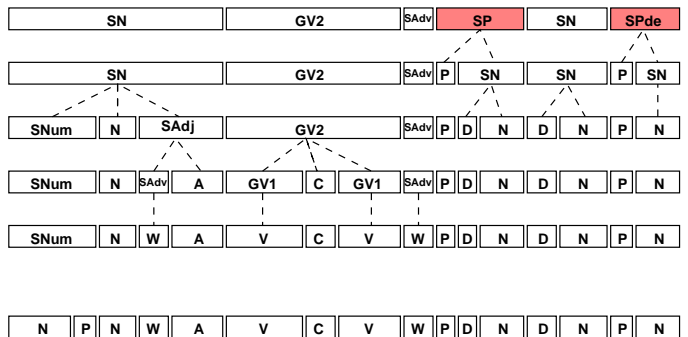 SN GV2 SAdv SP SN SPde
SN GV2 SAdv P SN SN P SN
SNum N SAdj GV2 SAdv P D N D N P N
SNum N SAdv A GV1 C GV1 SAdv P D N D N P N
SNum N W A V C V W P D N D N P N
N P N W A V C V W P D N D N P N